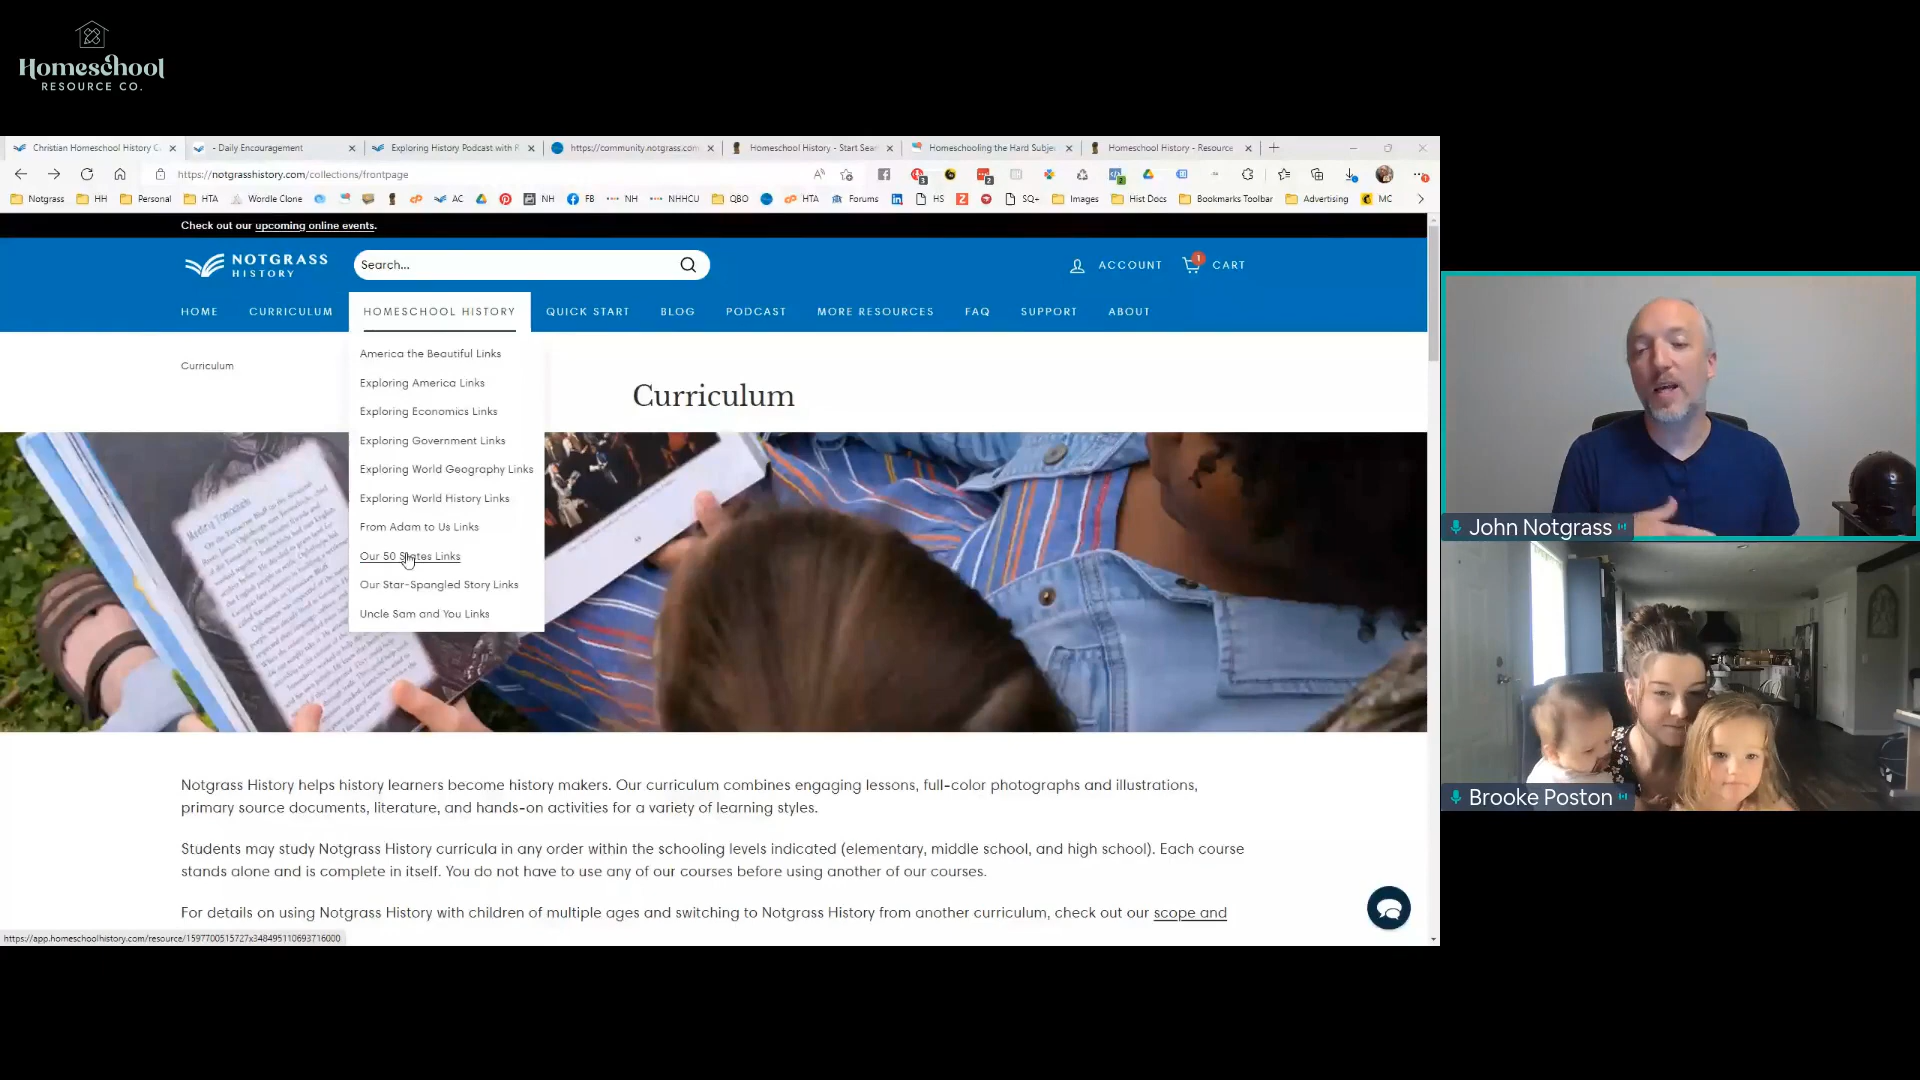 Homeschool
RESOURCE CO.
Christian Homeschool History C
- Daily Encouragement
Exploring History Podcast with R
https://community.notgrass.com
Homeschool History - Start Sear
Homeschooling the Hard Subje
Homeschool History - Resource
https://notgrasshistory.com/collections/frontpage
Notgrass
HH
Personal
HTA
Wordle Clone
AC
NH
FB
NH
NHHCU
QBO
HTA
Forums
HS
SQ+
Images
Hist Docs
Bookmarks Toolbar
Advertising
MC
Check out our upcoming online events.
NOTGRASS
HISTORY
Search...
ACCOUNT
1
CART
HOME
CURRICULUM
HOMESCHOOL HISTORY
QUICK START
BLOG
PODCAST
MORE RESOURCES
FAQ
SUPPORT
ABOUT
America the Beautiful Links
Exploring America Links
Exploring Economics Links
Exploring Government Links
Exploring World Geography Links
Exploring World History Links
From Adam to Us Links
Our 50 States Links
Our Star-Spangled Story Links
Uncle Sam and You Links
Curriculum
Curriculum
Notgrass History helps history learners become history makers. Our curriculum combines engaging lessons, full-color photographs and illustrations,
primary source documents, literature, and hands-on activities for a variety of learning styles.
Students may study Notgrass History curricula in any order within the schooling levels indicated (elementary, middle school, and high school). Each course
stands alone and is complete in itself. You do not have to use any of our courses before using another of our courses.
For details on using Notgrass History with children of multiple ages and switching to Notgrass History from another curriculum, check out our scope and
https://app.homeschoolhistory.com/resource/1597700515727x348495110693716000
John Notgrass
Brooke Poston